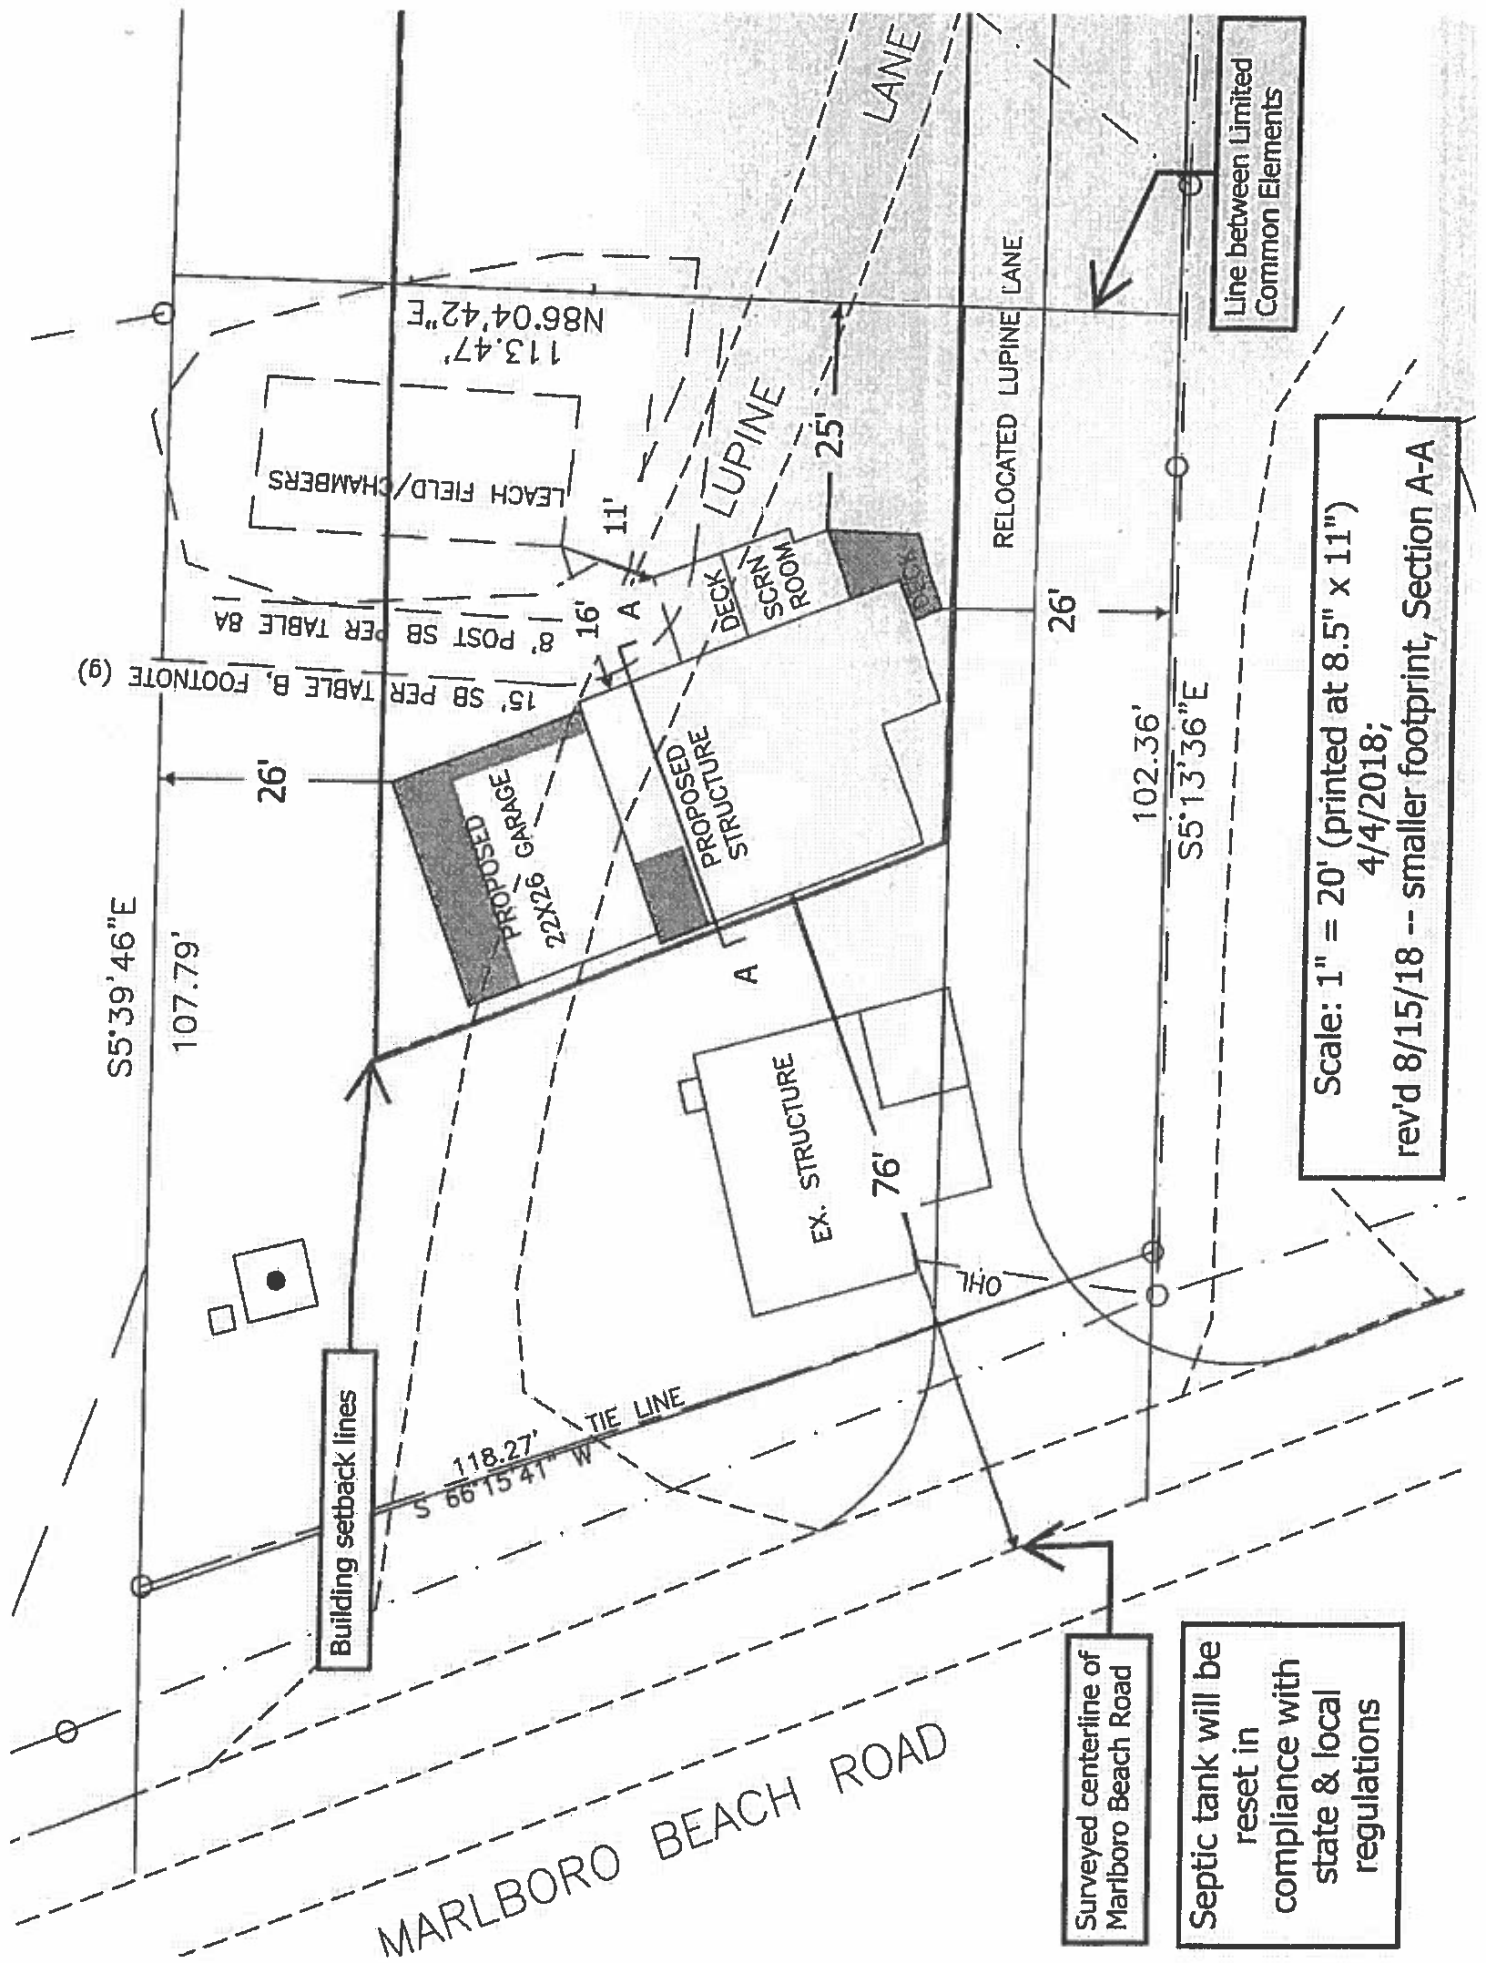 S5°39'46"E
107.79'
26'
15' SB PER TABLE B, FOOTNOTE (g)
8' POST SB PER TABLE 8A
LEACH FIELD/CHAMBERS
113.47'
N86°04'42"E
16'
11'
A
LUPINE
LANE
25'
DECK
SCRN
ROOM
DECK
PROPOSED
22X26 GARAGE
PROPOSED
STRUCTURE
A
RELOCATED LUPINE LANE
26'
Line between Limited
Common Elements
102.36'
S5°13'36"E
EX. STRUCTURE
76'
OHL
Building setback lines
118.27'
S 66°15'41" W
TIE LINE
MARLBORO BEACH ROAD
Surveyed centerline of
Marlboro Beach Road
Septic tank will be
reset in
compliance with
state & local
regulations
Scale: 1" = 20' (printed at 8.5" x 11")
4/4/2018;
rev'd 8/15/18 -- smaller footprint, Section A-A